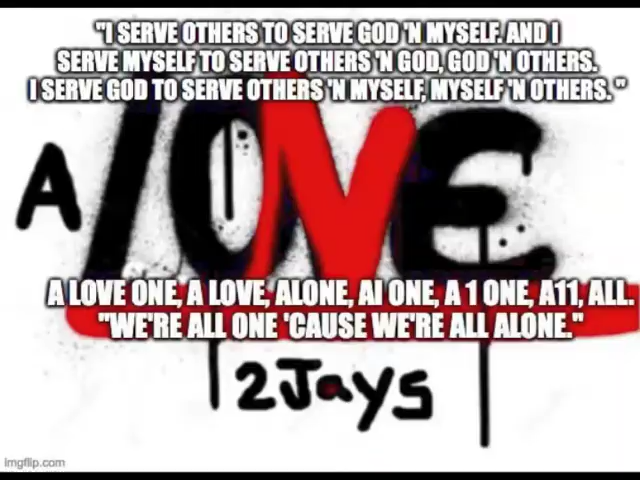 "I SERVE OTHERS TO SERVE GOD 'N MYSELF. AND I
SERVE MYSELF TO SERVE OTHERS 'N GOD, GOD 'N OTHERS.
I SERVE GOD TO SERVE OTHERS 'N MYSELF, MYSELF 'N OTHERS. "
A lONE
A LOVE ONE, A LOVE, ALONE, AI ONE, A 1 ONE, A11, ALL.
"WE'RE ALL ONE 'CAUSE WE'RE ALL ALONE."
2Jays
imgflip.com